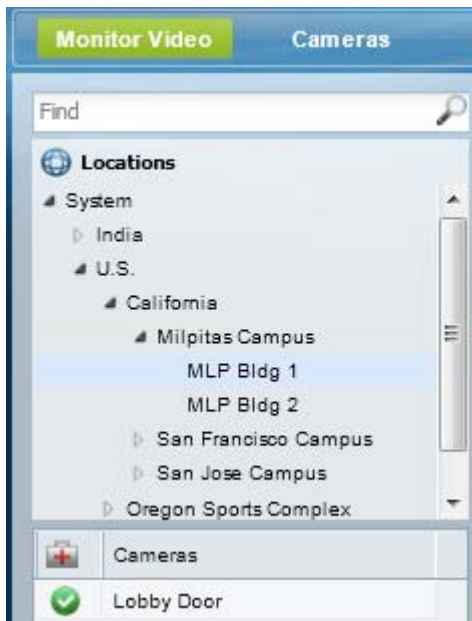 Monitor Video Cameras
Find
Locations
System
India
U.S.
California
Milpitas Campus
MLP Bldg 1
MLP Bldg 2
San Francisco Campus
San Jose Campus
Oregon Sports Complex
Cameras
Lobby Door